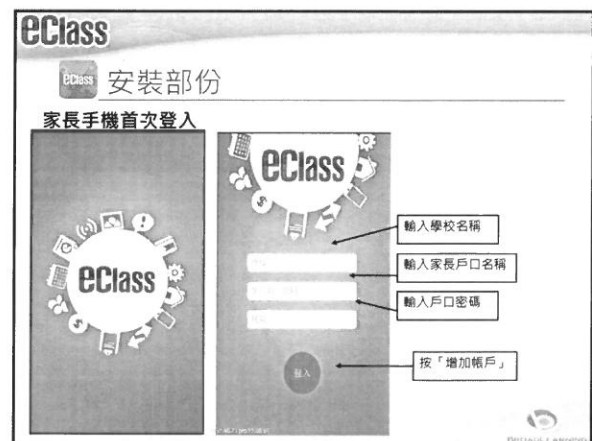 eClass
eClass
安裝部份
家長手機首次登入
eClass
eClass
輸入學校名稱
輸入家長戶口名稱
輸入戶口密碼
登入
按「增加帳戶」